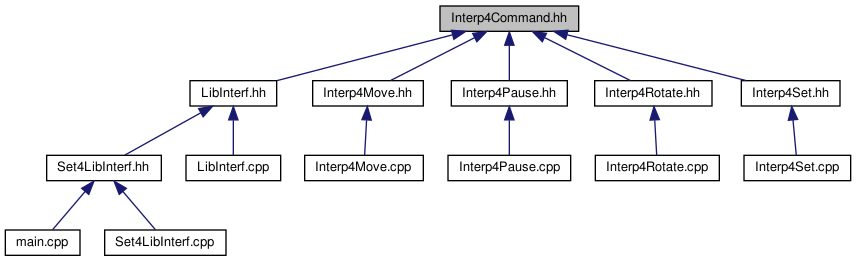 Interp4Command.hh
LibInterf.hh
Interp4Move.hh
Interp4Pause.hh
Interp4Rotate.hh
Interp4Set.hh
Set4LibInterf.hh
LibInterf.cpp
Interp4Move.cpp
Interp4Pause.cpp
Interp4Rotate.cpp
Interp4Set.cpp
main.cpp
Set4LibInterf.cpp